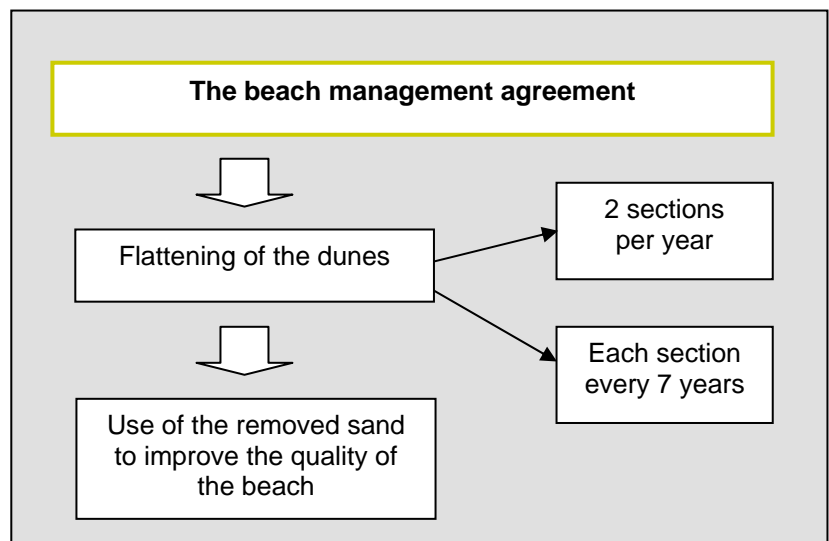 The beach management agreement
Flattening of the dunes
2 sections
per year
Each section
every 7 years
Use of the removed sand
to improve the quality of
the beach